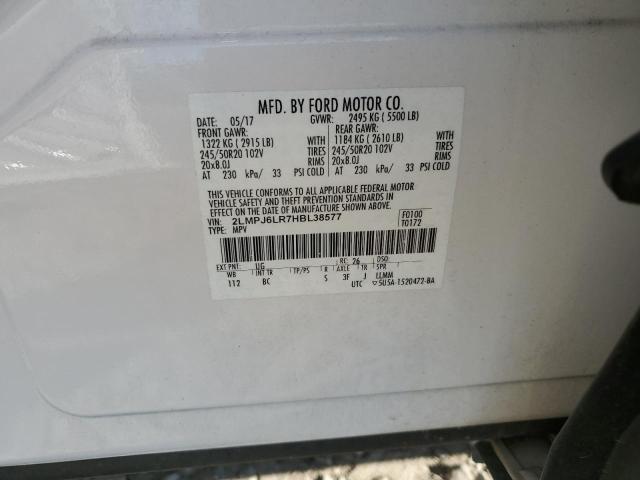 MFD. BY FORD MOTOR CO.
DATE: 05/17 GVWR: 2495 KG ( 5500 LB)
FRONT GAWR: REAR GAWR:
1322 KG ( 2915 LB) WITH 1184 KG ( 2610 LB) WITH
245/50R20 102V TIRES 245/50R20 102V TIRES
20x8.0J RIMS 20x8.0J RIMS
AT 230 kPa/ 33 PSI COLD AT 230 kPa/ 33 PSI COLD
THIS VEHICLE CONFORMS TO ALL APPLICABLE FEDERAL MOTOR
VEHICLE SAFETY AND THEFT PREVENTION STANDARDS IN
EFFECT ON THE DATE OF MANUFACTURE SHOWN ABOVE.
VIN: 2LMPJ6LR7HBL38577 F0100
TYPE: MPV T0172
EXT PNT: UG RC: 26 DSO:
WB INT TR TP/PS R AXLE TR SPR
112 BC S 3F J LLMM
UTC ▽5U5A-1520472-BA